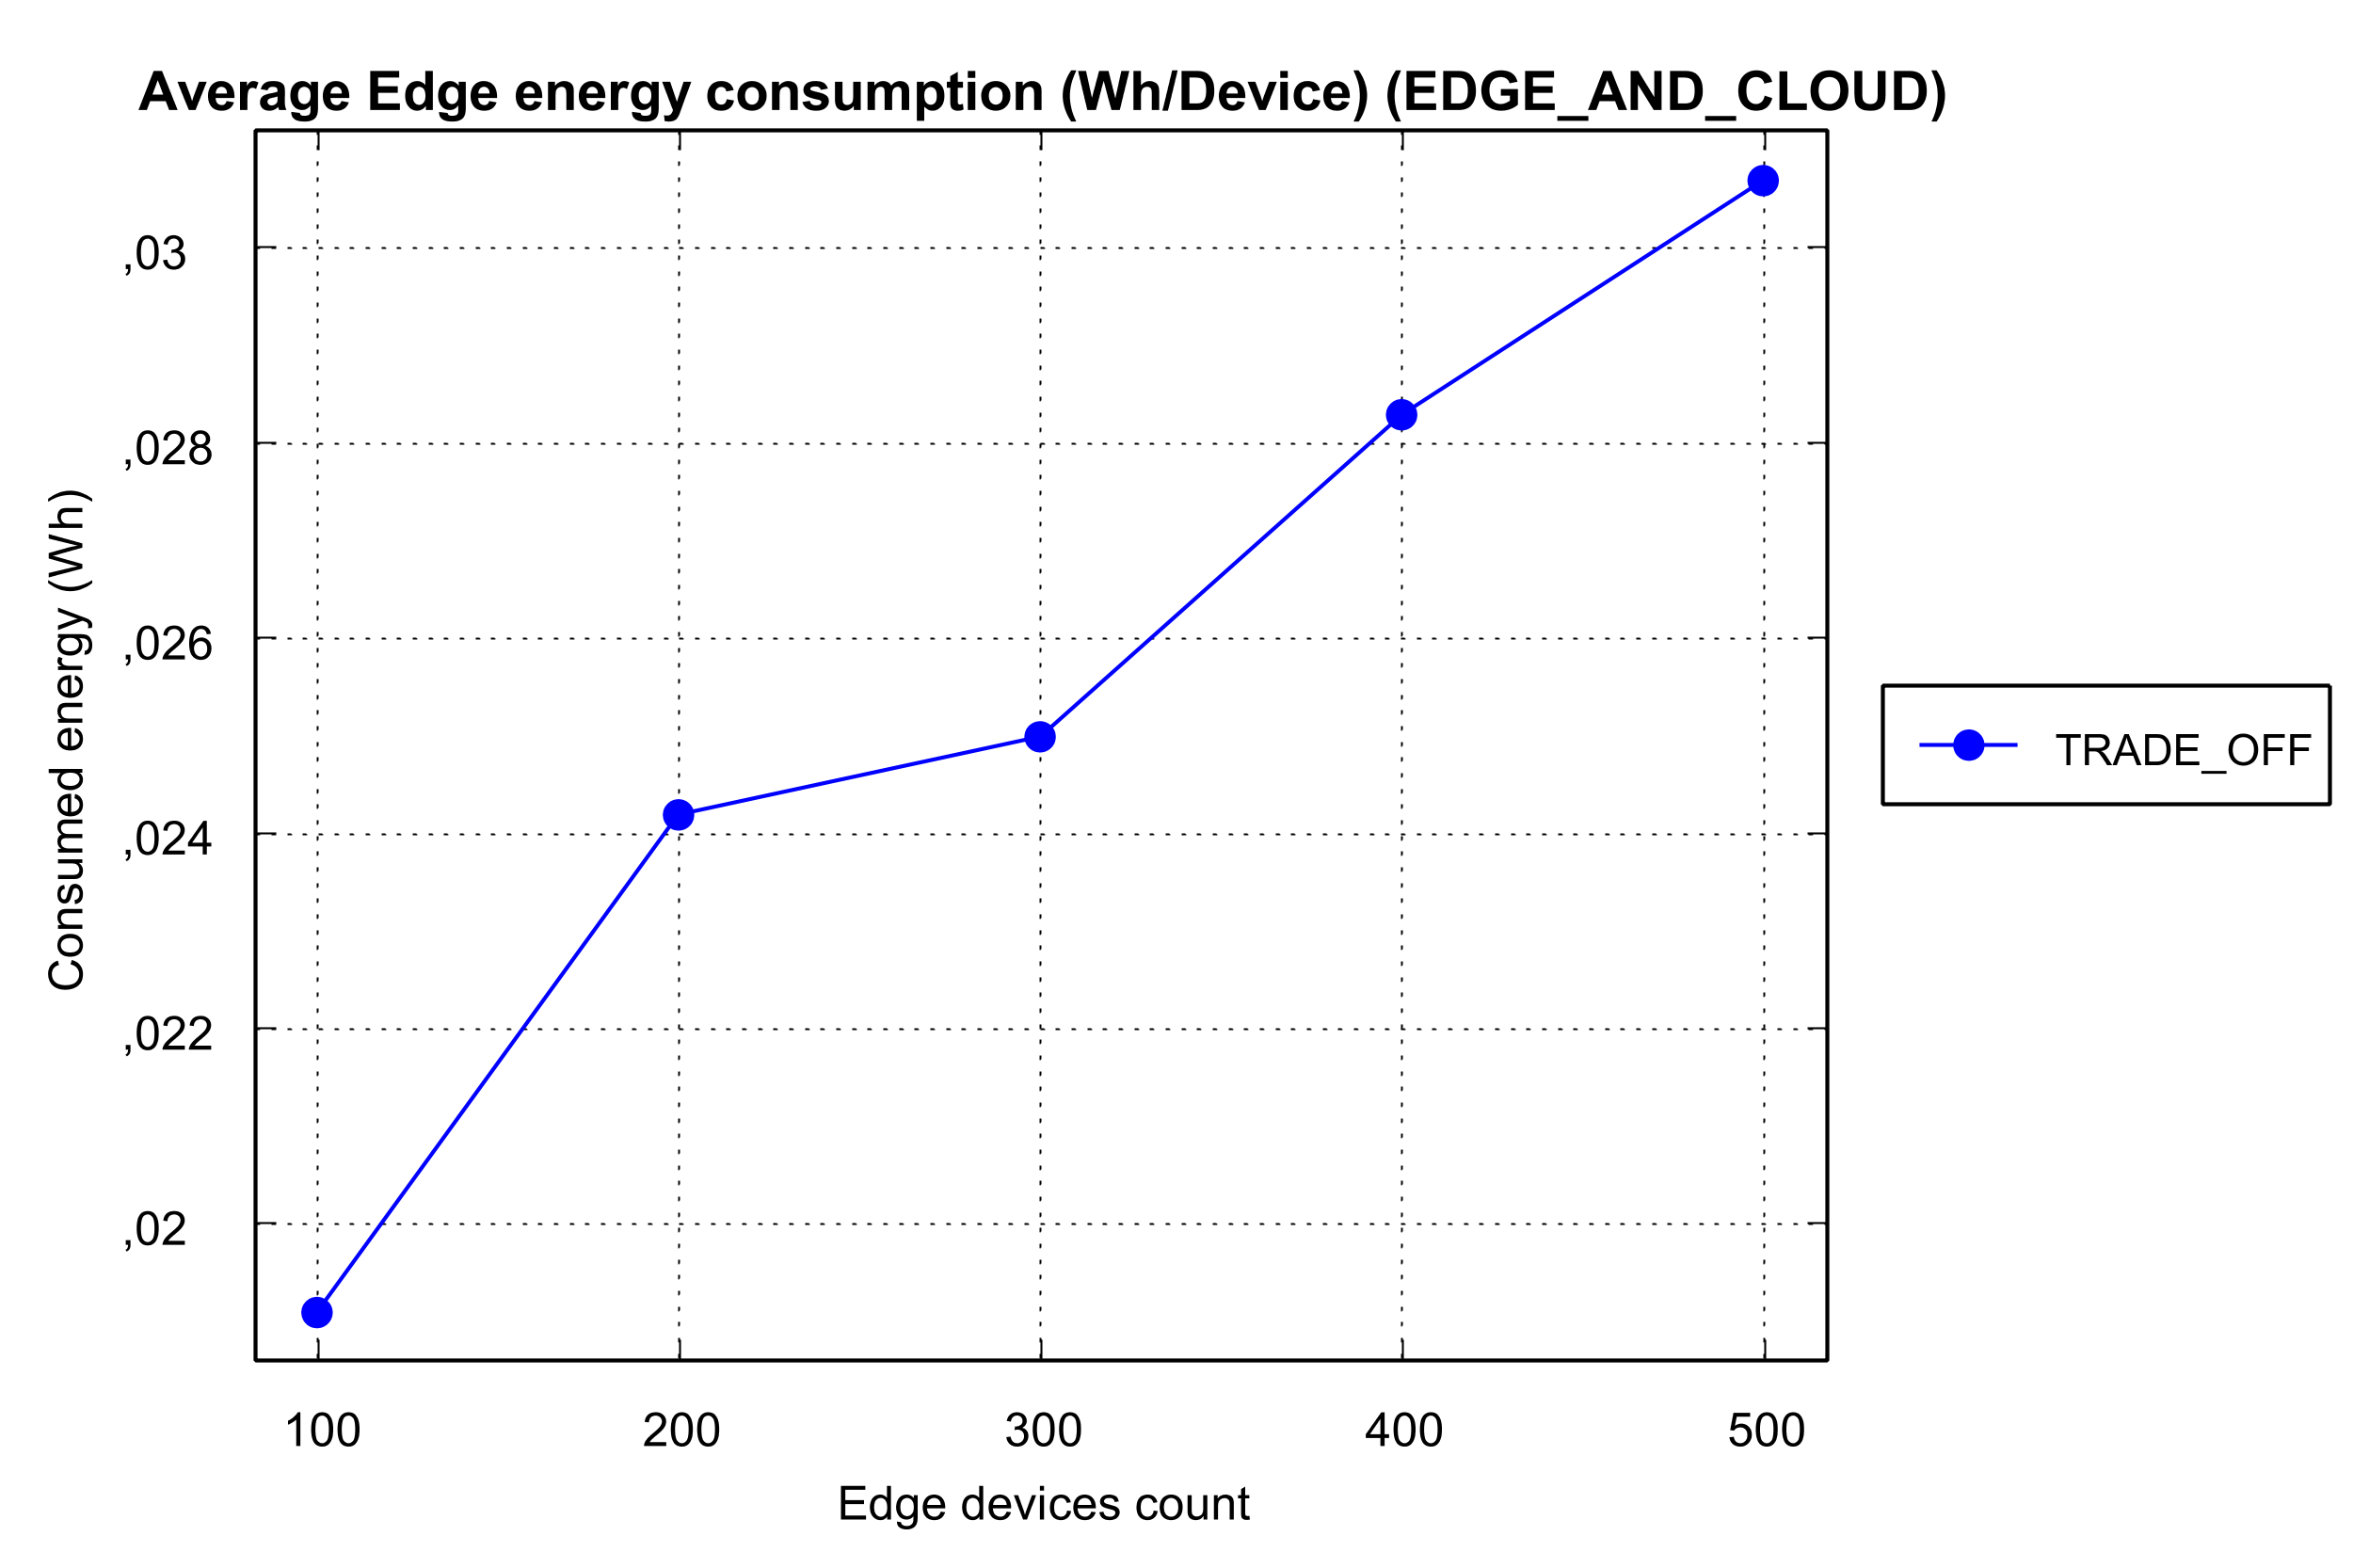 Average Edge energy consumption (Wh/Device) (EDGE_AND_CLOUD)
Consumed energy (Wh)
,03
,028
,026
,024
,022
,02
100 200 300 400 500
Edge devices count
TRADE_OFF